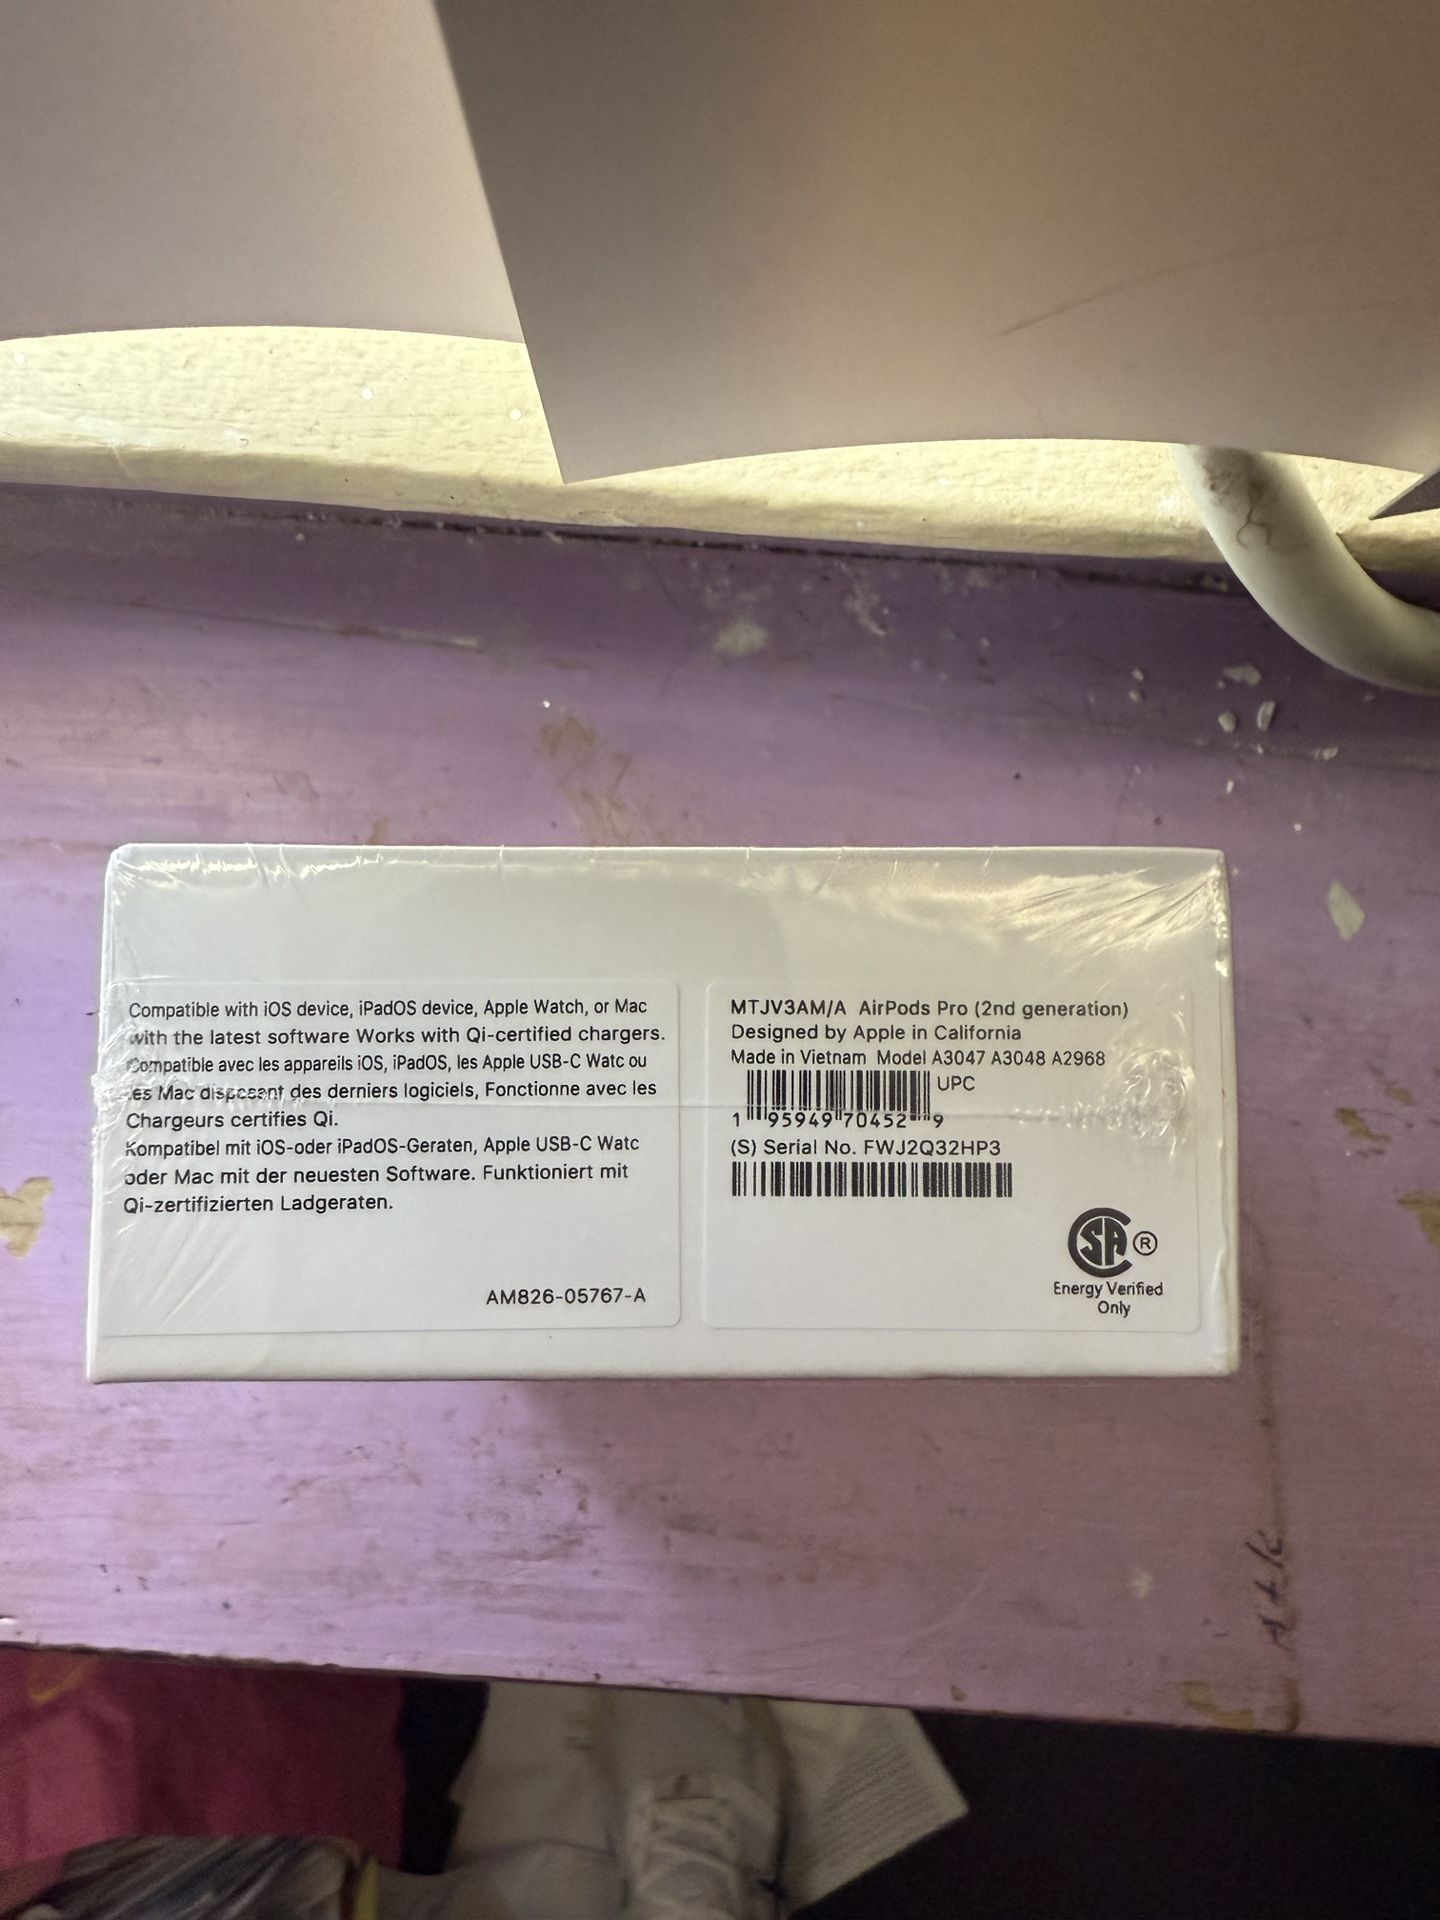 Compatible with iOS device, iPadOS device, Apple Watch, or Mac
with the latest software Works with Qi-certified chargers.
Compatible avec les appareils iOS, iPadOS, les Apple USB-C Watc ou
les Mac disposent des derniers logiciels, Fonctionne avec les
Chargeurs certifies Qi.
Kompatibel mit iOS-oder iPadOS-Geraten, Apple USB-C Watc
oder Mac mit der neuesten Software. Funktioniert mit
Qi-zertifizierten Ladgeraten.
AM826-05767-A
MTJV3AM/A AirPods Pro (2nd generation)
Designed by Apple in California
Made in Vietnam Model A3047 A3048 A2968
UPC
1 95949 70452 9
(S) Serial No. FWJ2Q32HP3
SA ®
Energy Verified
Only